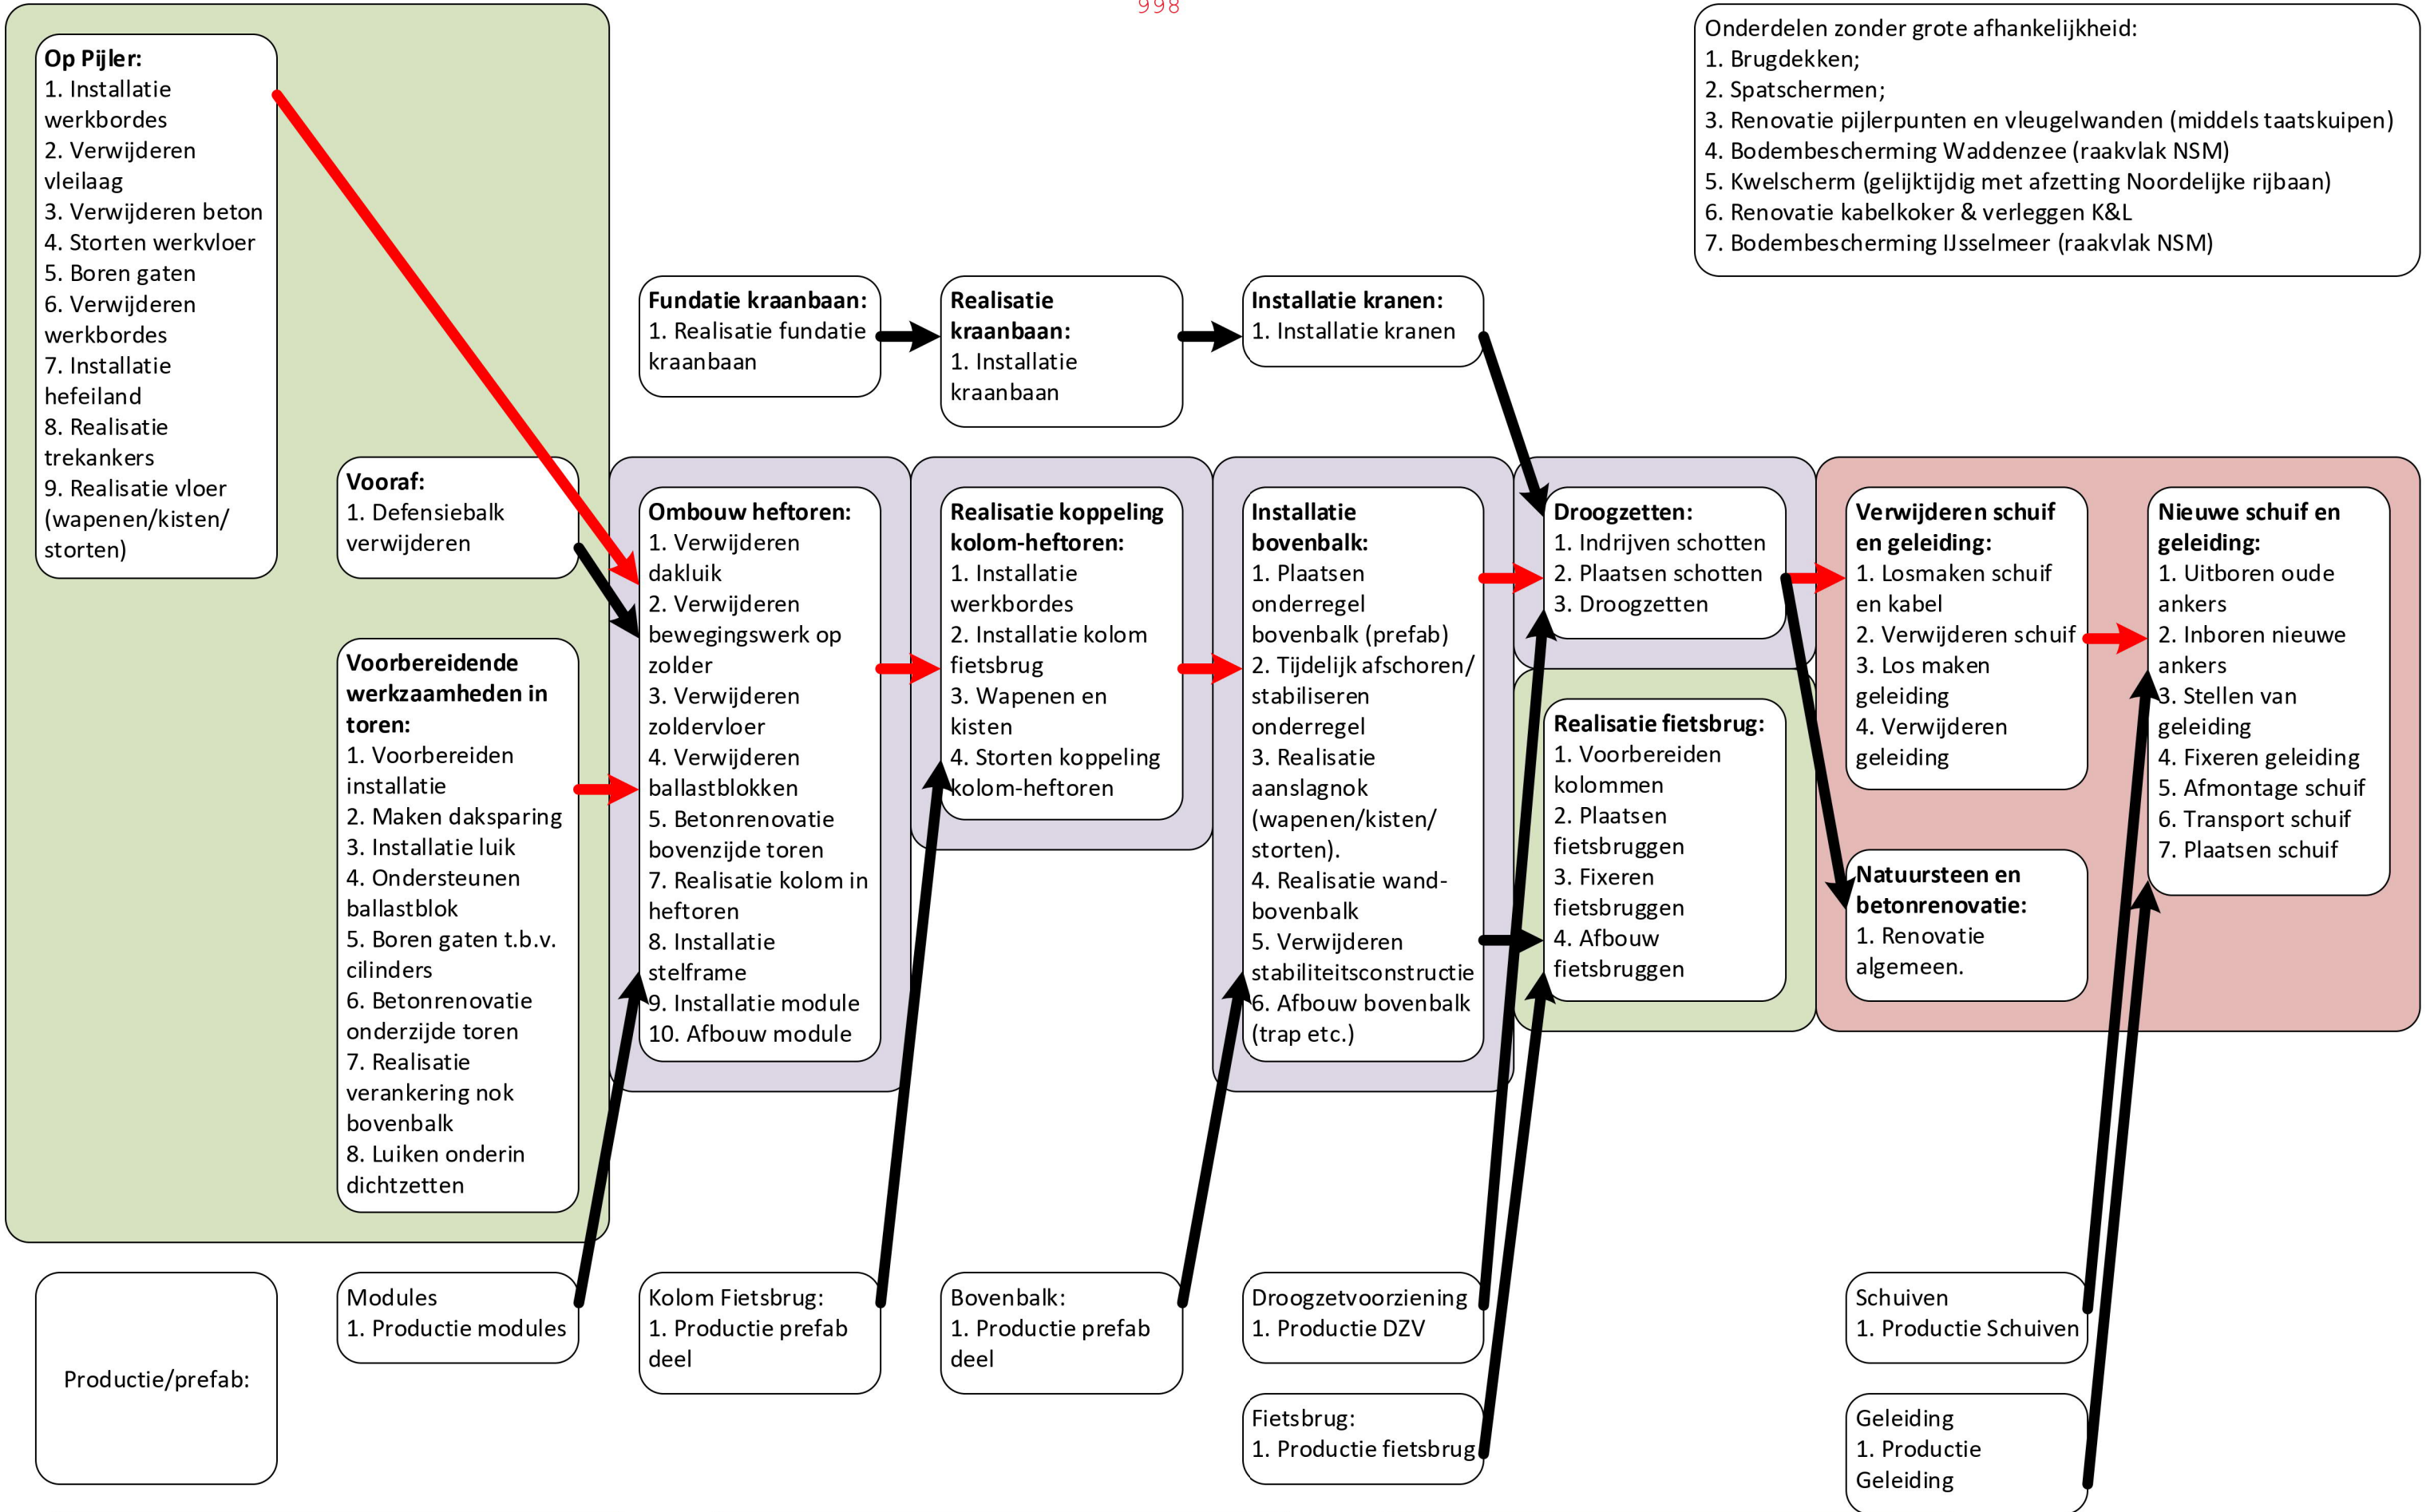 998
Op Pijler:
1. Installatie
werkbordes
2. Verwijderen
vleilaag
3. Verwijderen beton
4. Storten werkvloer
5. Boren gaten
6. Verwijderen
werkbordes
7. Installatie
hefeiland
8. Realisatie
trekankers
9. Realisatie vloer
(wapenen/kisten/
storten)
Onderdelen zonder grote afhankelijkheid:
1. Brugdekken;
2. Spatschermen;
3. Renovatie pijlerpunten en vleugelwanden (middels taatskuipen)
4. Bodembescherming Waddenzee (raakvlak NSM)
5. Kwelscherm (gelijktijdig met afzetting Noordelijke rijbaan)
6. Renovatie kabelkoker & verleggen K&L
7. Bodembescherming IJsselmeer (raakvlak NSM)
Fundatie kraanbaan:
1. Realisatie fundatie
kraanbaan
Realisatie
kraanbaan:
1. Installatie
kraanbaan
Installatie kranen:
1. Installatie kranen
Vooraf:
1. Defensiebalk
verwijderen
Voorbereidende
werkzaamheden in
toren:
1. Voorbereiden
installatie
2. Maken daksparing
3. Installatie luik
4. Ondersteunen
ballastblok
5. Boren gaten t.b.v.
cilinders
6. Betonrenovatie
onderzijde toren
7. Realisatie
verankering nok
bovenbalk
8. Luiken onderin
dichtzetten
Ombouw heftoren:
1. Verwijderen
dakluik
2. Verwijderen
bewegingswerk op
zolder
3. Verwijderen
zoldervloer
4. Verwijderen
ballastblokken
5. Betonrenovatie
bovenzijde toren
7. Realisatie kolom in
heftoren
8. Installatie
stelframe
9. Installatie module
10. Afbouw module
Realisatie koppeling
kolom-heftoren:
1. Installatie
werkbordes
2. Installatie kolom
fietsbrug
3. Wapenen en
kisten
4. Storten koppeling
kolom-heftoren
Installatie
bovenbalk:
1. Plaatsen
onderregel
bovenbalk (prefab)
2. Tijdelijk afschoren/
stabiliseren
onderregel
3. Realisatie
aanslagnok
(wapenen/kisten/
storten).
4. Realisatie wand-
bovenbalk
5. Verwijderen
stabiliteitsconstructie
6. Afbouw bovenbalk
(trap etc.)
Droogzetten:
1. Indrijven schotten
2. Plaatsen schotten
3. Droogzetten
Realisatie fietsbrug:
1. Voorbereiden
kolommen
2. Plaatsen
fietsbruggen
3. Fixeren
fietsbruggen
4. Afbouw
fietsbruggen
Verwijderen schuif
en geleiding:
1. Losmaken schuif
en kabel
2. Verwijderen schuif
3. Los maken
geleiding
4. Verwijderen
geleiding
Natuursteen en
betonrenovatie:
1. Renovatie
algemeen.
Nieuwe schuif en
geleiding:
1. Uitboren oude
ankers
2. Inboren nieuwe
ankers
3. Stellen van
geleiding
4. Fixeren geleiding
5. Afmontage schuif
6. Transport schuif
7. Plaatsen schuif
Productie/prefab:
Modules
1. Productie modules
Kolom Fietsbrug:
1. Productie prefab
deel
Bovenbalk:
1. Productie prefab
deel
Droogzetvoorziening
1. Productie DZV
Fietsbrug:
1. Productie fietsbrug
Schuiven
1. Productie Schuiven
Geleiding
1. Productie
Geleiding